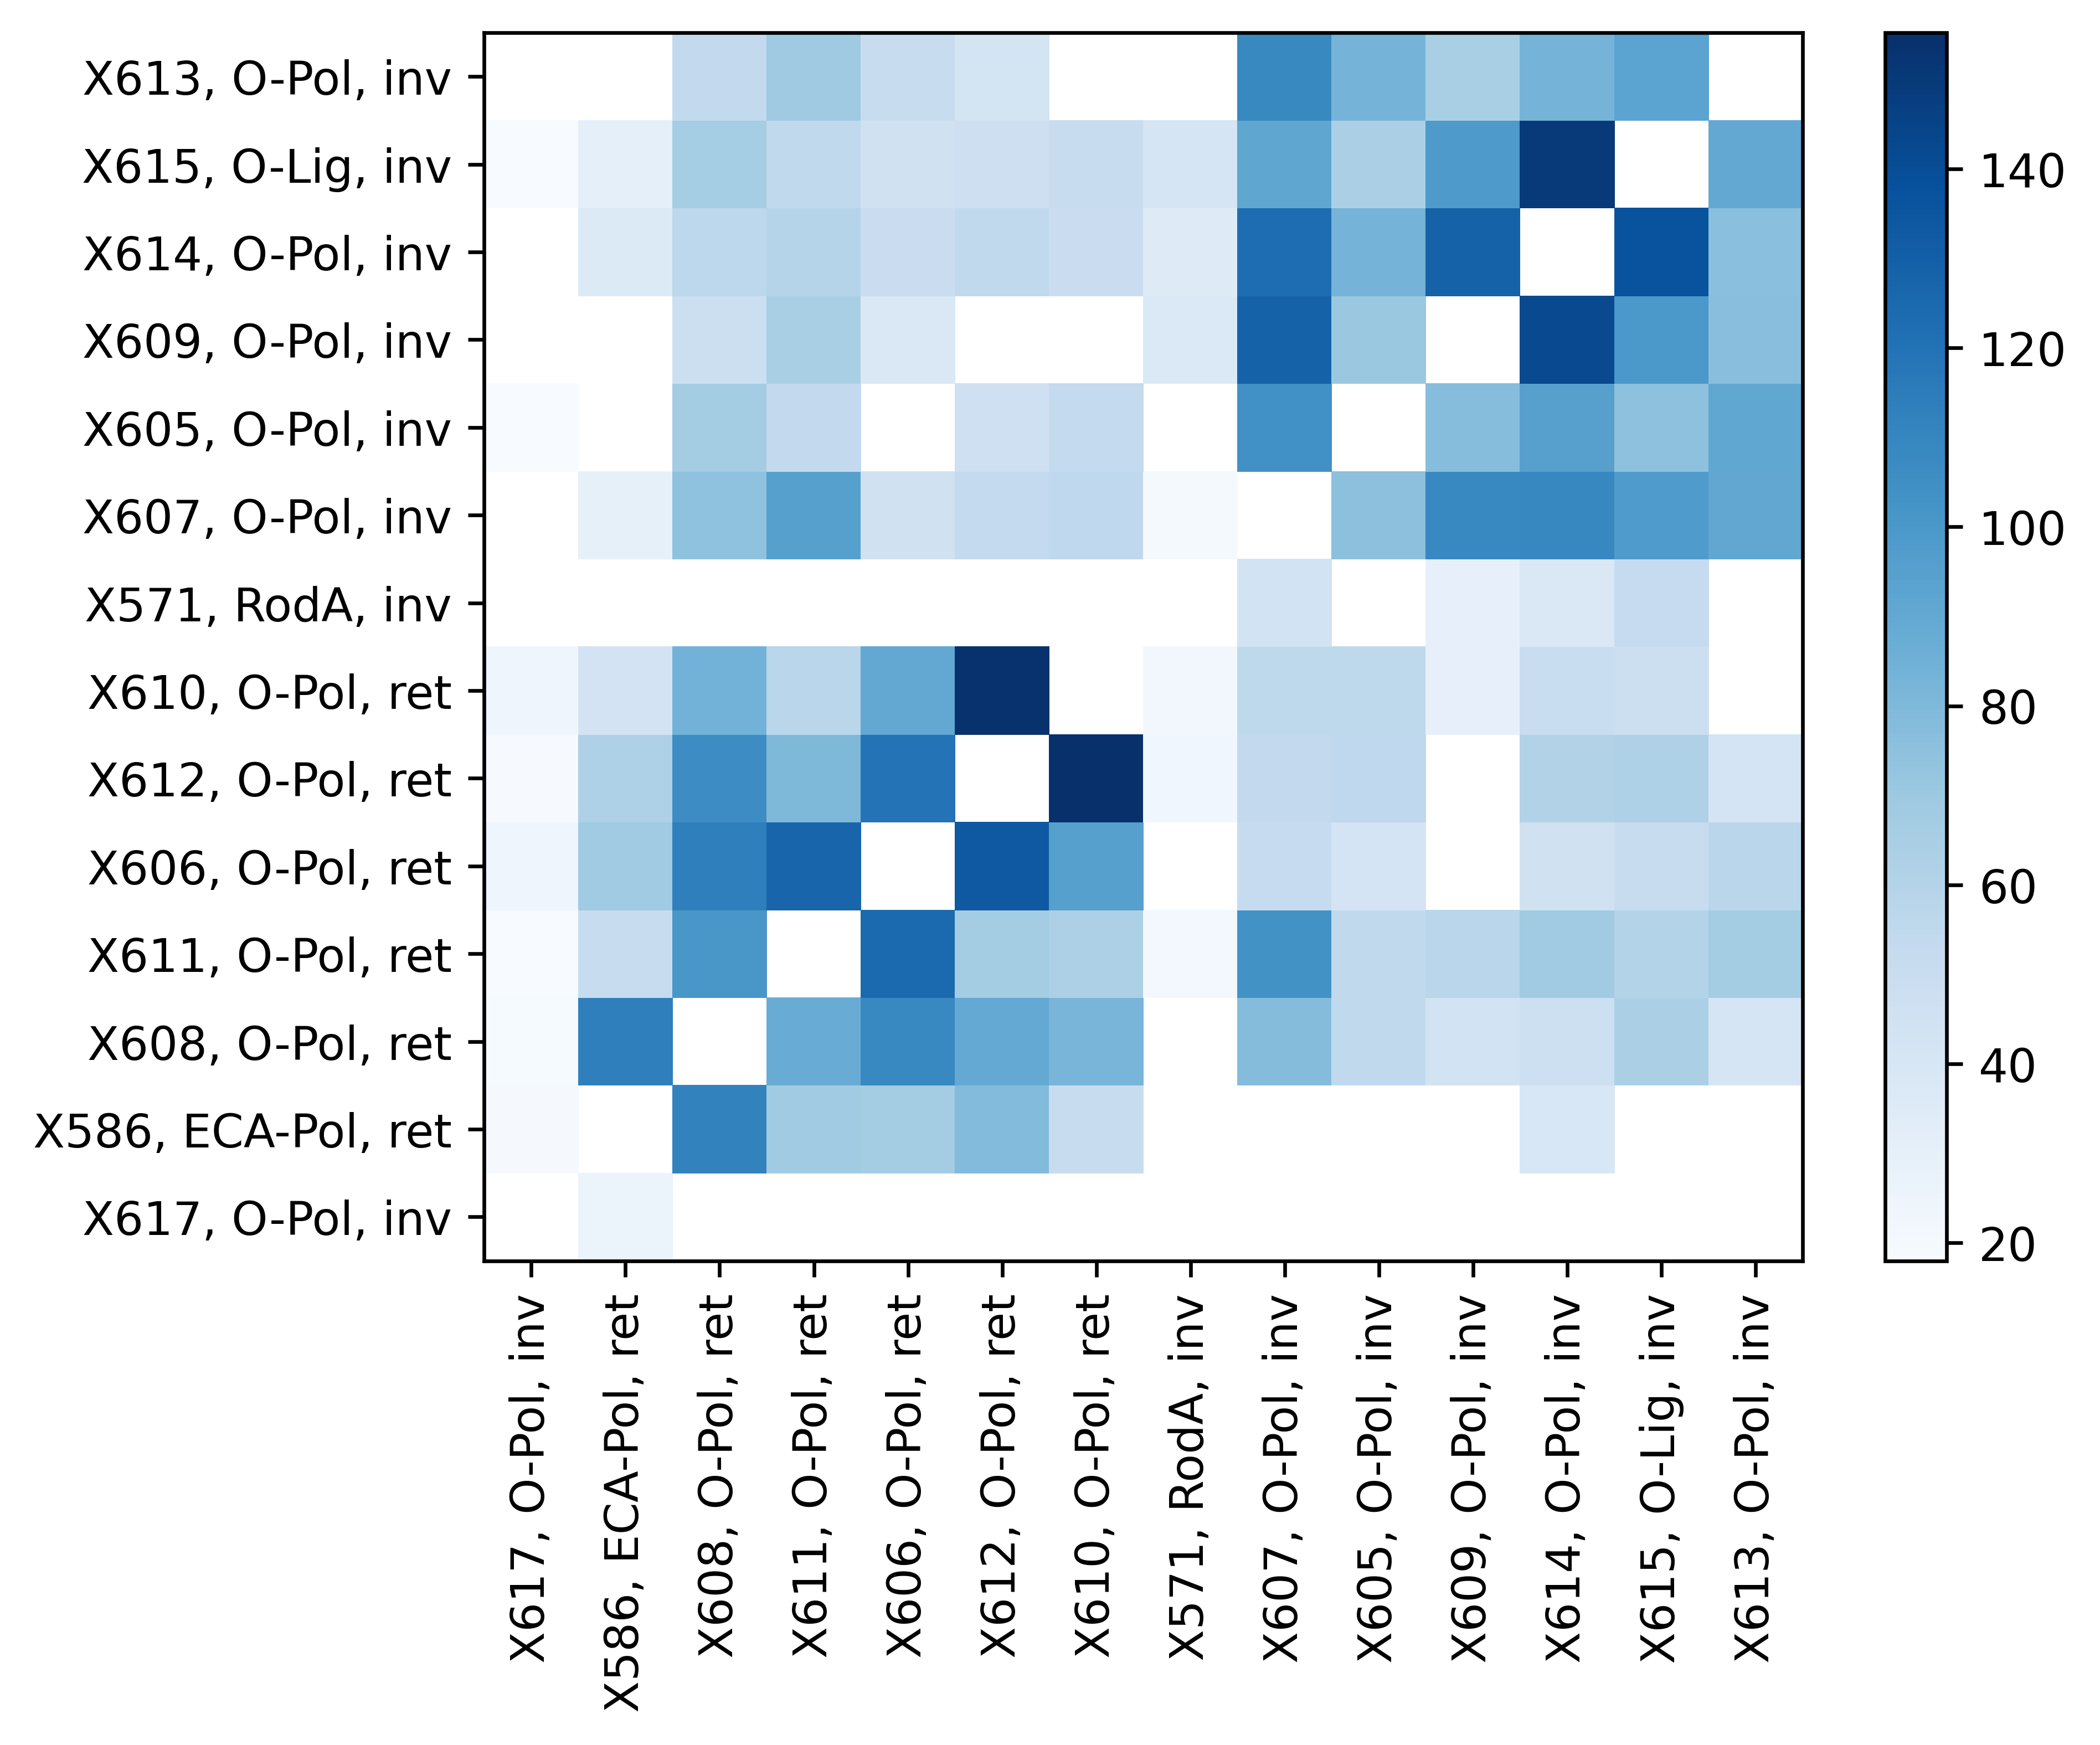 X613, O-Pol, inv
X615, O-Lig, inv
X614, O-Pol, inv
X609, O-Pol, inv
X605, O-Pol, inv
X607, O-Pol, inv
X571, RodA, inv
X610, O-Pol, ret
X612, O-Pol, ret
X606, O-Pol, ret
X611, O-Pol, ret
X608, O-Pol, ret
X586, ECA-Pol, ret
X617, O-Pol, inv
X617, O-Pol, inv
X586, ECA-Pol, ret
X608, O-Pol, ret
X611, O-Pol, ret
X606, O-Pol, ret
X612, O-Pol, ret
X610, O-Pol, ret
X571, RodA, inv
X607, O-Pol, inv
X605, O-Pol, inv
X609, O-Pol, inv
X614, O-Pol, inv
X615, O-Lig, inv
X613, O-Pol, inv
140
120
100
80
60
40
20